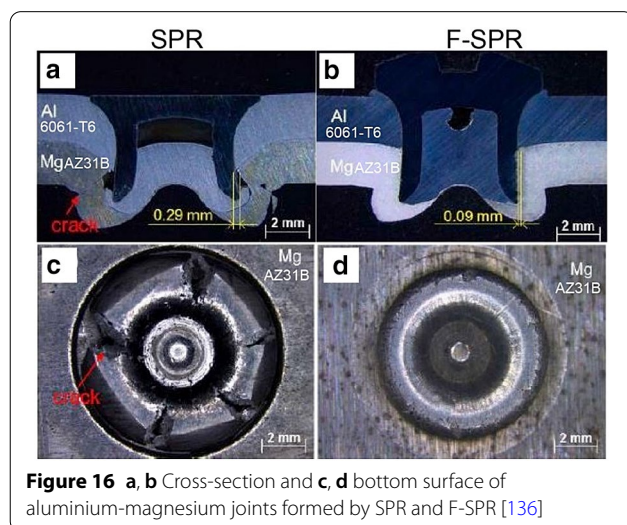 SPR
F-SPR
a
b
Al
6061-T6
MgAZ31B
crack
0.29 mm
2 mm
Al
6061-T6
MgAZ31B
0.09 mm
2 mm
c
d
Mg
AZ31B
crack
2 mm
Mg
AZ31B
2 mm
Figure 16 a, b Cross-section and c, d bottom surface of
aluminium-magnesium joints formed by SPR and F-SPR [136]